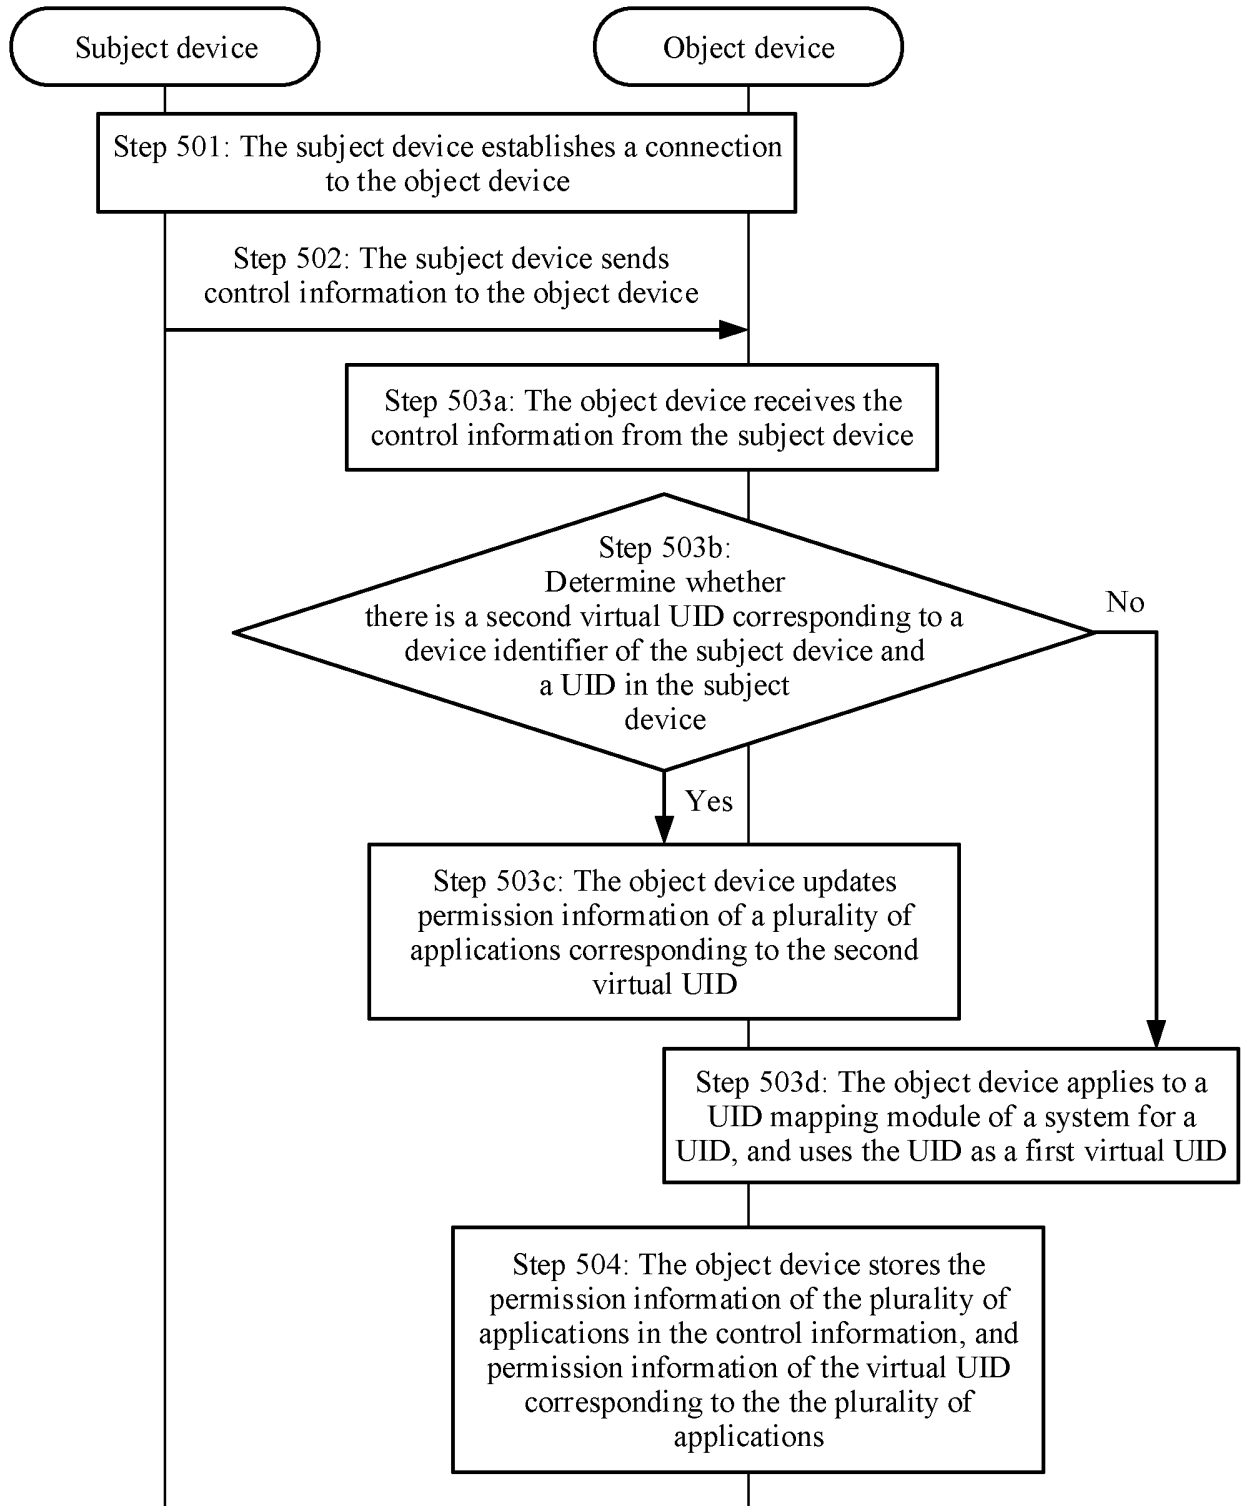 Subject device
Object device
Step 501: The subject device establishes a connection
to the object device
Step 502: The subject device sends
control information to the object device
Step 503a: The object device receives the
control information from the subject device
Step 503b:
Determine whether
there is a second virtual UID corresponding to a
device identifier of the subject device and
a UID in the subject
device
No
Yes
Step 503c: The object device updates
permission information of a plurality of
applications corresponding to the second
virtual UID
Step 503d: The object device applies to a
UID mapping module of a system for a
UID, and uses the UID as a first virtual UID
Step 504: The object device stores the
permission information of the plurality of
applications in the control information, and
permission information of the virtual UID
corresponding to the the plurality of
applications